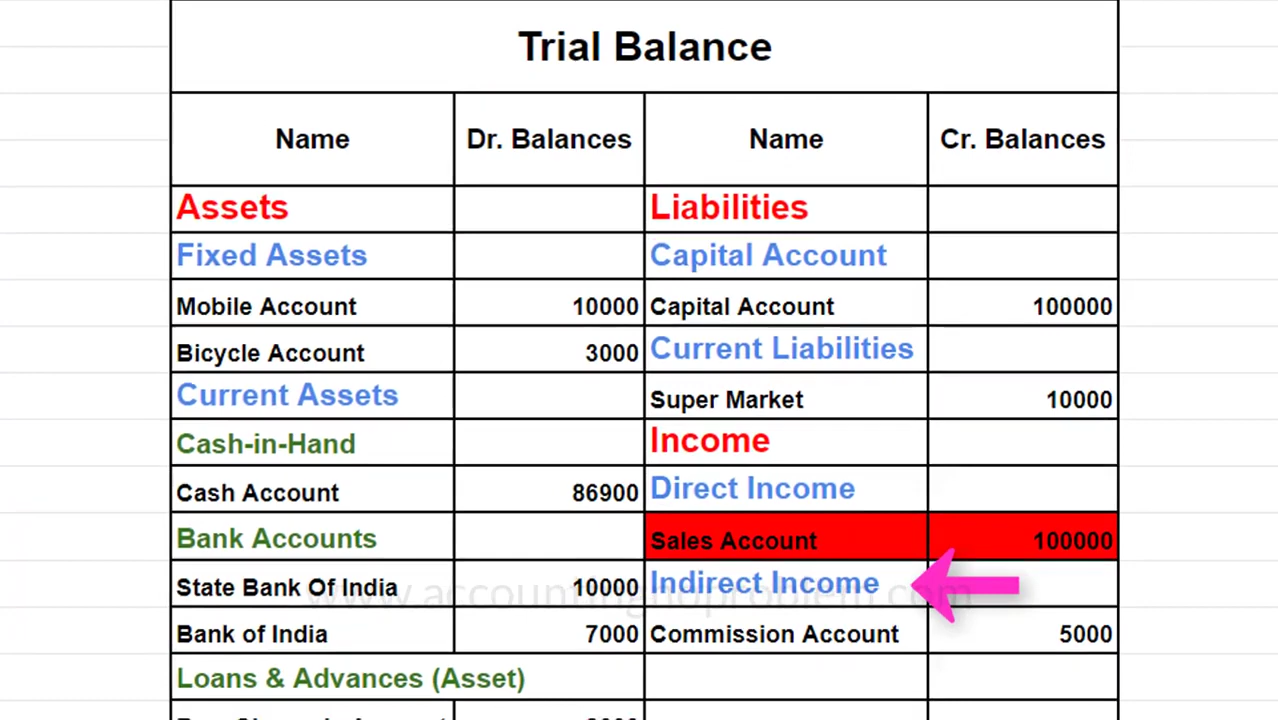 Trial Balance
Name Dr. Balances Name Cr. Balances
Assets Liabilities
Fixed Assets Capital Account
Mobile Account 10000 Capital Account 100000
Bicycle Account 3000 Current Liabilities
Current Assets Super Market 10000
Cash-in-Hand Income
Cash Account 86900 Direct Income
Bank Accounts Sales Account 100000
State Bank Of India 10000 Indirect Income
www.accountingnoproblem.com
Bank of India 7000 Commission Account 5000
Loans & Advances (Asset)